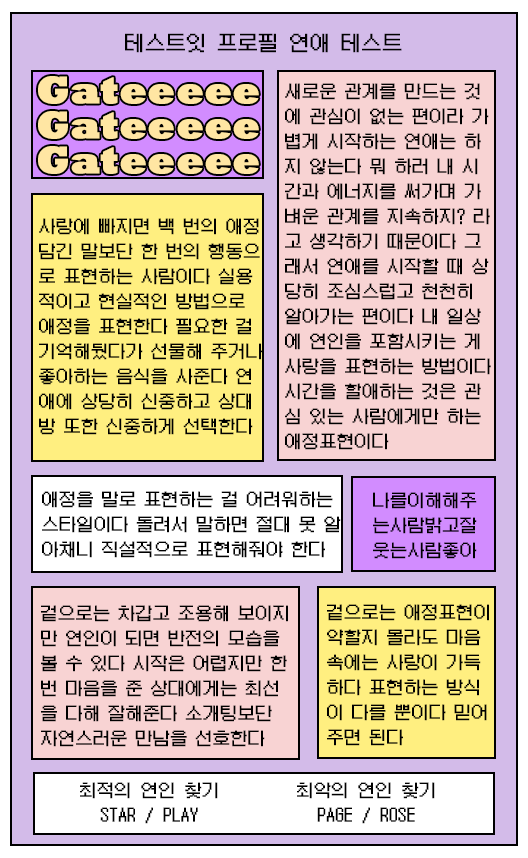 테스트잇 프로필 연애 테스트
Gateeeee
Gateeeee
Gateeeee
사랑에 빠지면 백 번의 애정
담긴 말보단 한 번의 행동으
로 표현하는 사람이다 실용
적이고 현실적인 방법으로
애정을 표현한다 필요한 걸
기억해뒀다가 선물해 주거나
좋아하는 음식을 사준다 연
애에 상당히 신중하고 상대
방 또한 신중하게 선택한다
새로운 관계를 만드는 것
에 관심이 없는 편이라 가
볍게 시작하는 연애는 하
지 않는다 뭐 하러 내 시
간과 에너지를 써가며 가
벼운 관계를 지속하지? 라
고 생각하기 때문이다 그
래서 연애를 시작할 때 상
당히 조심스럽고 천천히
알아가는 편이다 내 일상
에 연인을 포함시키는 게
사랑을 표현하는 방법이다
시간을 할애하는 것은 관
심 있는 사람에게만 하는
애정표현이다
애정을 말로 표현하는 걸 어려워하는
스타일이다 돌려서 말하면 절대 못 알
아채니 직설적으로 표현해줘야 한다
나를이해해주
는사람밝고잘
웃는사람좋아
겉으로는 차갑고 조용해 보이지
만 연인이 되면 반전의 모습을
볼 수 있다 시작은 어렵지만 한
번 마음을 준 상대에게는 최선
을 다해 잘해준다 소개팅보단
자연스러운 만남을 선호한다
겉으로는 애정표현이
약할지 몰라도 마음
속에는 사랑이 가득
하다 표현하는 방식
이 다를 뿐이다 믿어
주면 된다
최적의 연인 찾기
STAR / PLAY
최악의 연인 찾기
PAGE / ROSE